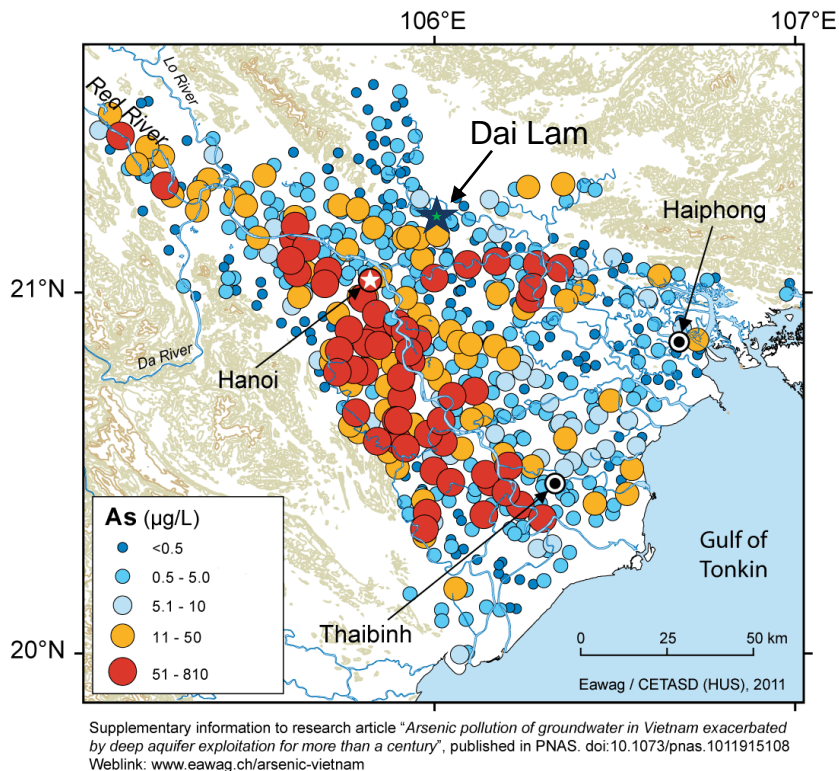 106°E
107°E
Lo River
Red River
Dai Lam
Haiphong
21°N
Da River
Hanoi
As (µg/L)
<0.5
0.5 - 5.0
5.1 - 10
11 - 50
51 - 810
Gulf of
Tonkin
Thaibinh
20°N
0 25 50 km
Eawag / CETASD (HUS), 2011
Supplementary information to research article “Arsenic pollution of groundwater in Vietnam exacerbated
by deep aquifer exploitation for more than a century”, published in PNAS. doi:10.1073/pnas.1011915108
Weblink: www.eawag.ch/arsenic-vietnam